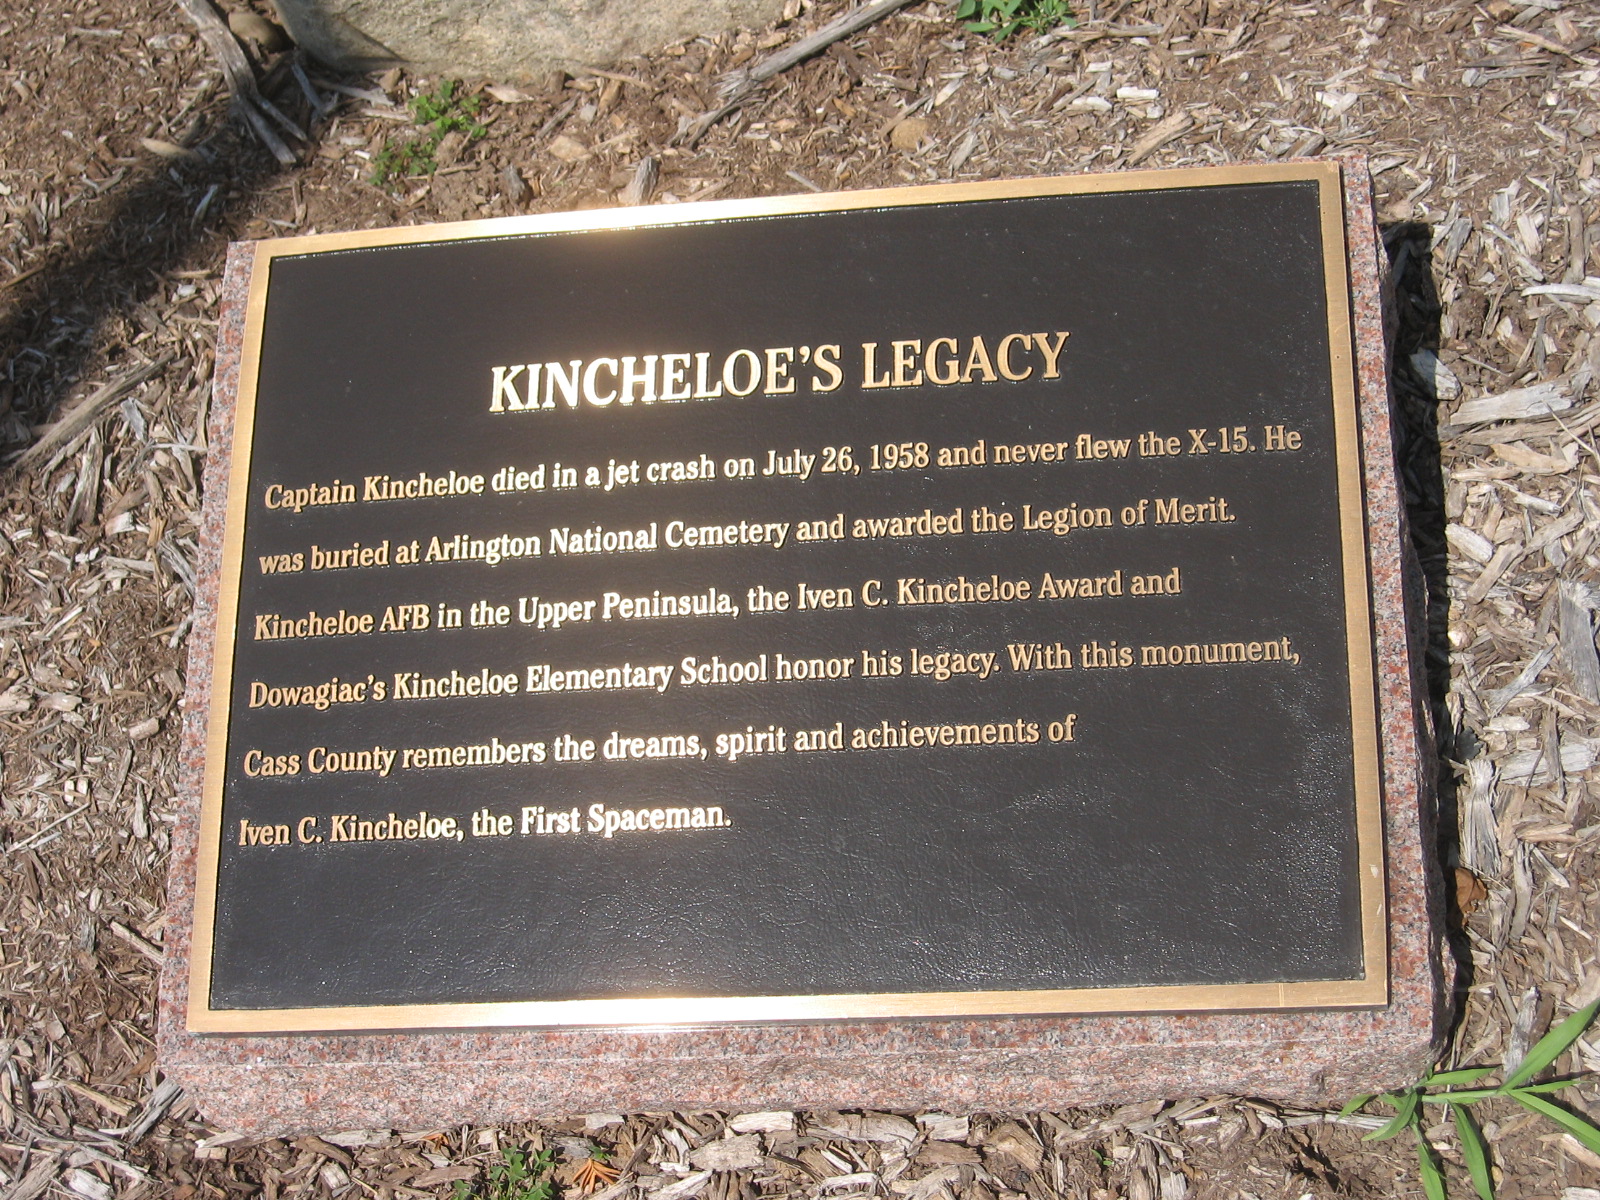 KINCHELOE'S LEGACY
Captain Kincheloe died in a jet crash on July 26, 1958 and never flew the X-15. He
was buried at Arlington National Cemetery and awarded the Legion of Merit.
Kincheloe AFB in the Upper Peninsula, the Iven C. Kincheloe Award and
Dowagiac's Kincheloe Elementary School honor his legacy. With this monument,
Cass County remembers the dreams, spirit and achievements of
Iven C. Kincheloe, the First Spaceman.